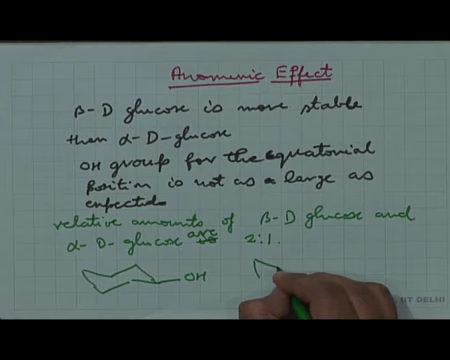 Anomeric Effect
β-D glucose is more stable
then α-D-glucose
OH group for the equatorial
position is not as a large as
expected
relative amounts of β-D glucose and
α-D-glucose are 2:1.
OH
IIT DELHI